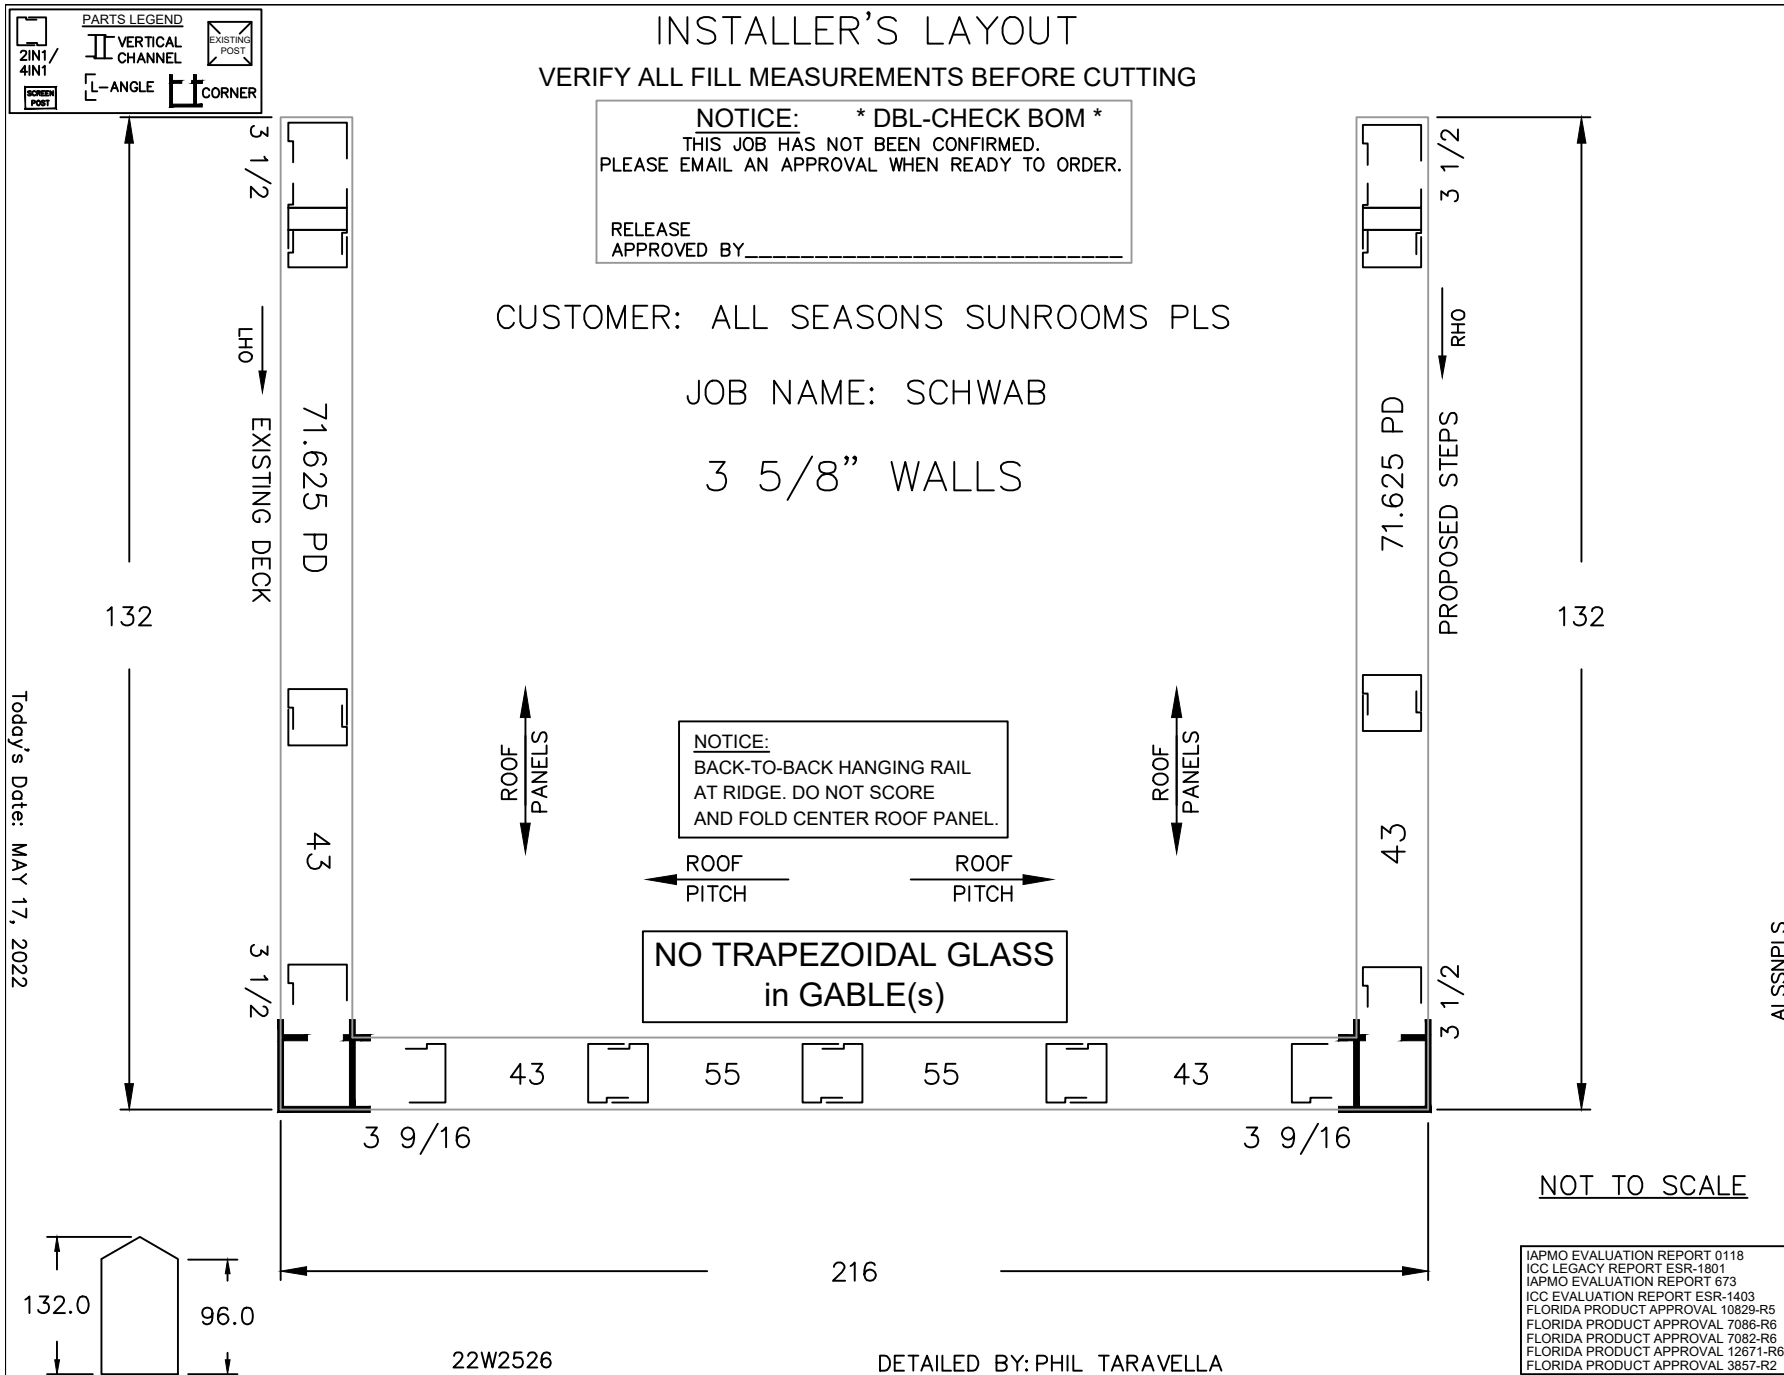 PARTS LEGEND
2IN1/
4IN1
VERTICAL
CHANNEL
EXISTING
POST
SCREEN
POST
L-ANGLE
CORNER
INSTALLER'S LAYOUT
VERIFY ALL FILL MEASUREMENTS BEFORE CUTTING
NOTICE: * DBL-CHECK BOM *
THIS JOB HAS NOT BEEN CONFIRMED.
PLEASE EMAIL AN APPROVAL WHEN READY TO ORDER.
RELEASE
APPROVED BY____________________________
CUSTOMER: ALL SEASONS SUNROOMS PLS
JOB NAME: SCHWAB
3 5/8" WALLS
3 1/2
LHO
EXISTING DECK
71.625 PD
132
43
3 1/2
3 1/2
RHO
PROPOSED STEPS
71.625 PD
132
43
3 1/2
ROOF
PANELS
ROOF
PANELS
NOTICE:
BACK-TO-BACK HANGING RAIL
AT RIDGE. DO NOT SCORE
AND FOLD CENTER ROOF PANEL.
ROOF
PITCH
ROOF
PITCH
NO TRAPEZOIDAL GLASS
in GABLE(s)
43
55
55
43
3 9/16
3 9/16
216
Today's Date: MAY 17, 2022
ALSSNPLS
NOT TO SCALE
132.0
96.0
22W2526
DETAILED BY: PHIL TARAVELLA
IAPMO EVALUATION REPORT 0118
ICC LEGACY REPORT ESR-1801
IAPMO EVALUATION REPORT 673
ICC EVALUATION REPORT ESR-1403
FLORIDA PRODUCT APPROVAL 10829-R5
FLORIDA PRODUCT APPROVAL 7086-R6
FLORIDA PRODUCT APPROVAL 7082-R6
FLORIDA PRODUCT APPROVAL 12671-R6
FLORIDA PRODUCT APPROVAL 3857-R2